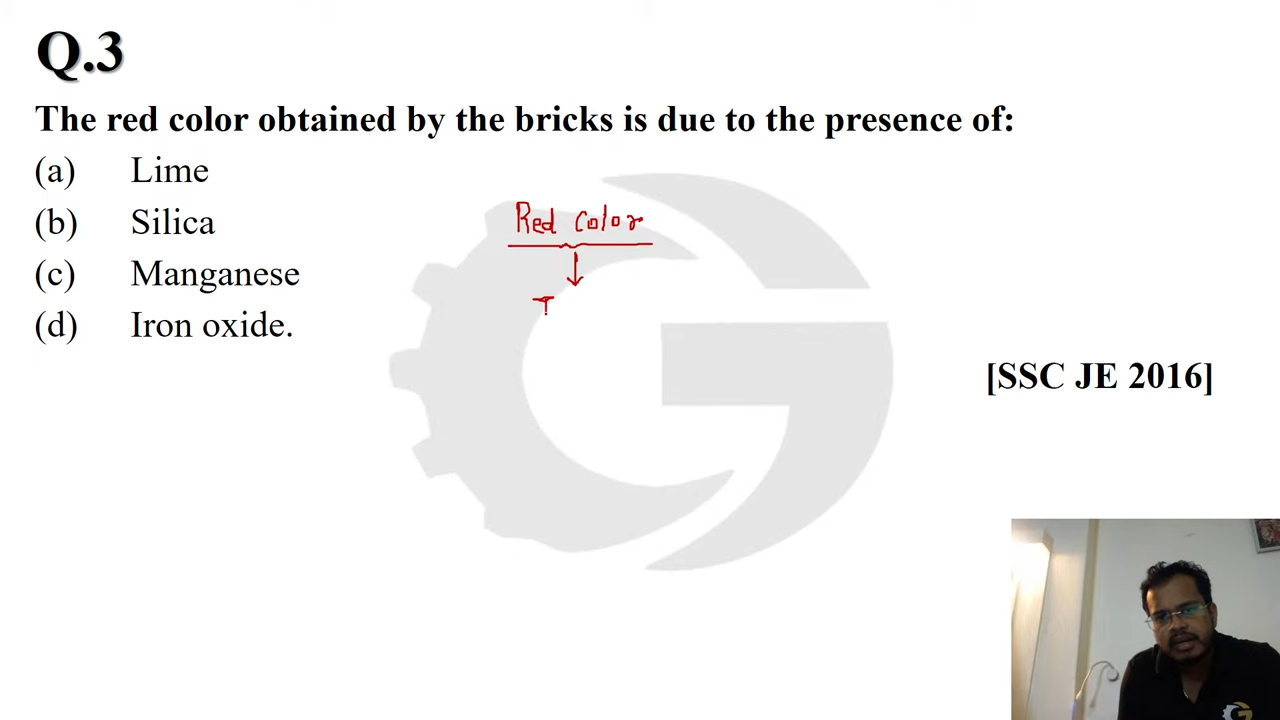 Q.3
The red color obtained by the bricks is due to the presence of:
(a) Lime
(b) Silica
(c) Manganese
(d) Iron oxide.
Red color
[SSC JE 2016]